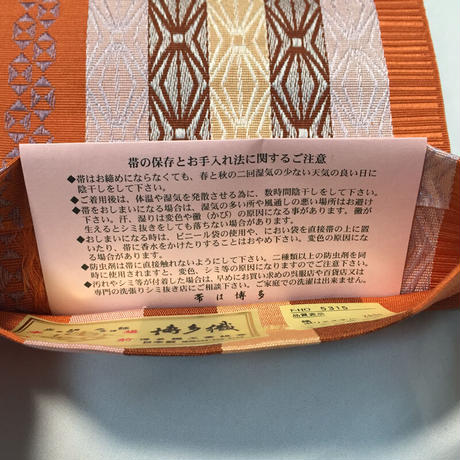 帯の保存とお手入れ法に関するご注意
◆帯はお締めにならなくても、春と秋の二回湿気の少ない天気の良い日に
陰干しをして下さい。
◆ご着用後は、体温や湿気を発散させる為に、数時間陰干しをして下さい。
◆帯をおしまいになる場合は、湿気の多い所や風通しの悪い場所はお避け
下さい。汗、湿りは変色や黴(かび)の原因になる事があります。黴が
生えるとシミ抜きをしても落ちない場合があります。
◆おしまいになる時は、ビニール袋の使用や、におい袋を直接帯の上に置
いたり、帯に香水をかけたりすることはおやめ下さい。変色の原因にな
る場合があります。
◆防虫剤は帯に直接触れないようにして下さい。二種類以上の防虫剤を同
時に使用されますと、変色、シミ等の原因になりますのでご注意下さい。
◆汚れやシミ等が付着した場合は、早めにお買い求めの呉服店や百貨店又は
専門の洗張りシミ抜き店にご相談下さい。ご家庭での洗濯は出来ません。
帯は博多
博多織
F-NO 5315
品質表示